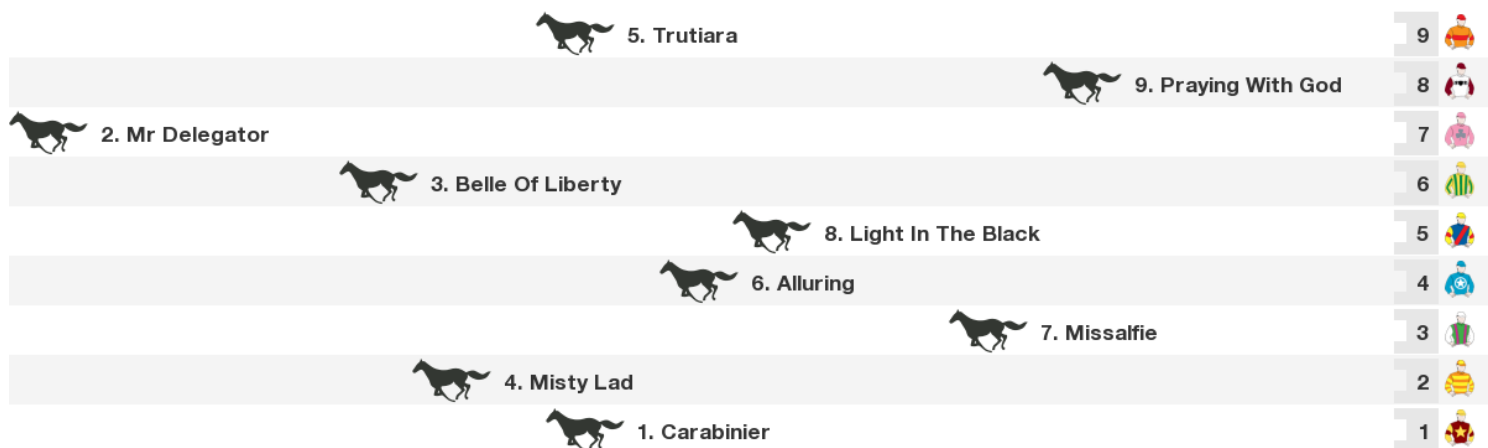 5. Trutiara 9
9. Praying With God 8
2. Mr Delegator 7
3. Belle Of Liberty 6
8. Light In The Black 5
6. Alluring 4
7. Missalfie 3
4. Misty Lad 2
1. Carabinier 1